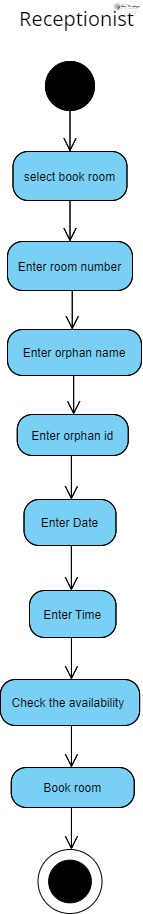 Receptionist
select book room
Enter room number
Enter orphan name
Enter orphan id
Enter Date
Enter Time
Check the availability
Book room